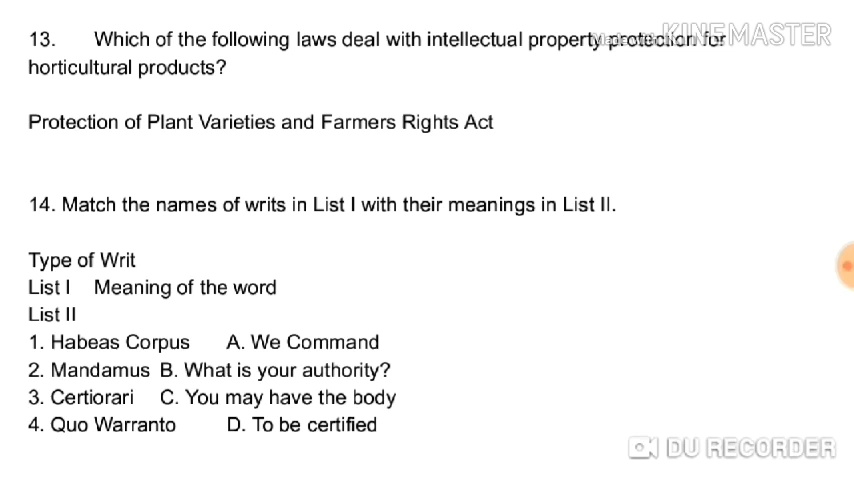 13. Which of the following laws deal with intellectual property protection for
horticultural products?
Made with KINEMASTER
Protection of Plant Varieties and Farmers Rights Act
14. Match the names of writs in List I with their meanings in List II.
Type of Writ
List I Meaning of the word
List II
1. Habeas Corpus A. We Command
2. Mandamus B. What is your authority?
3. Certiorari C. You may have the body
4. Quo Warranto D. To be certified
DU RECORDER